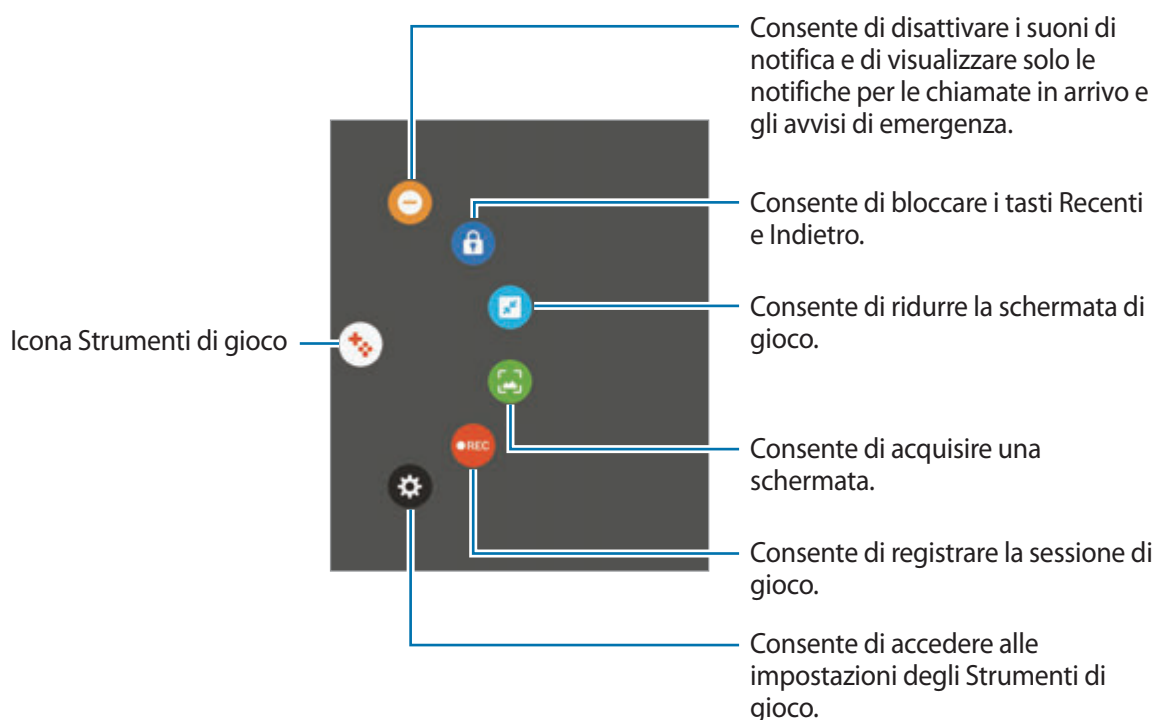 Consente di disattivare i suoni di
notifica e di visualizzare solo le
notifiche per le chiamate in arrivo e
gli avvisi di emergenza.
Consente di bloccare i tasti Recenti
e Indietro.
Consente di ridurre la schermata di
gioco.
Icona Strumenti di gioco
Consente di acquisire una
schermata.
REC
Consente di registrare la sessione di
gioco.
Consente di accedere alle
impostazioni degli Strumenti di
gioco.